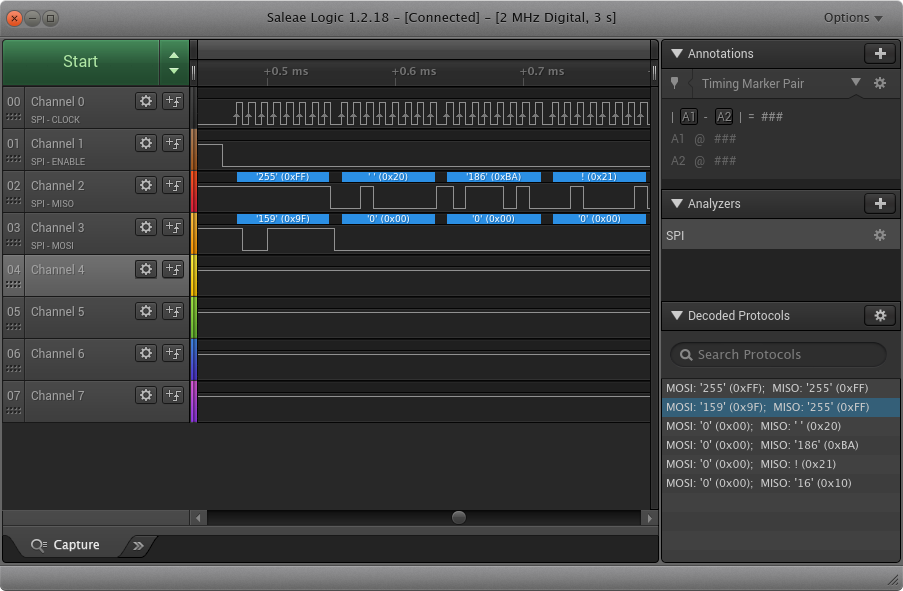 Saleae Logic 1.2.18 – [Connected] – [2 MHz Digital, 3 s]
Options
Start
+0.5 ms
+0.6 ms
+0.7 ms
00
Channel 0
SPI - CLOCK
01
Channel 1
SPI - ENABLE
02
Channel 2
SPI - MISO
'255' (0xFF)
' ' (0x20)
'186' (0xBA)
! (0x21)
03
Channel 3
SPI - MOSI
'159' (0x9F)
'0' (0x00)
'0' (0x00)
'0' (0x00)
04
Channel 4
05
Channel 5
06
Channel 6
07
Channel 7
Capture
Annotations
Timing Marker Pair
| A1 - A2 | = ###
A1 @ ###
A2 @ ###
Analyzers
SPI
Decoded Protocols
Search Protocols
MOSI: '255' (0xFF); MISO: '255' (0xFF)
MOSI: '159' (0x9F); MISO: '255' (0xFF)
MOSI: '0' (0x00); MISO: ' ' (0x20)
MOSI: '0' (0x00); MISO: '186' (0xBA)
MOSI: '0' (0x00); MISO: ! (0x21)
MOSI: '0' (0x00); MISO: '16' (0x10)